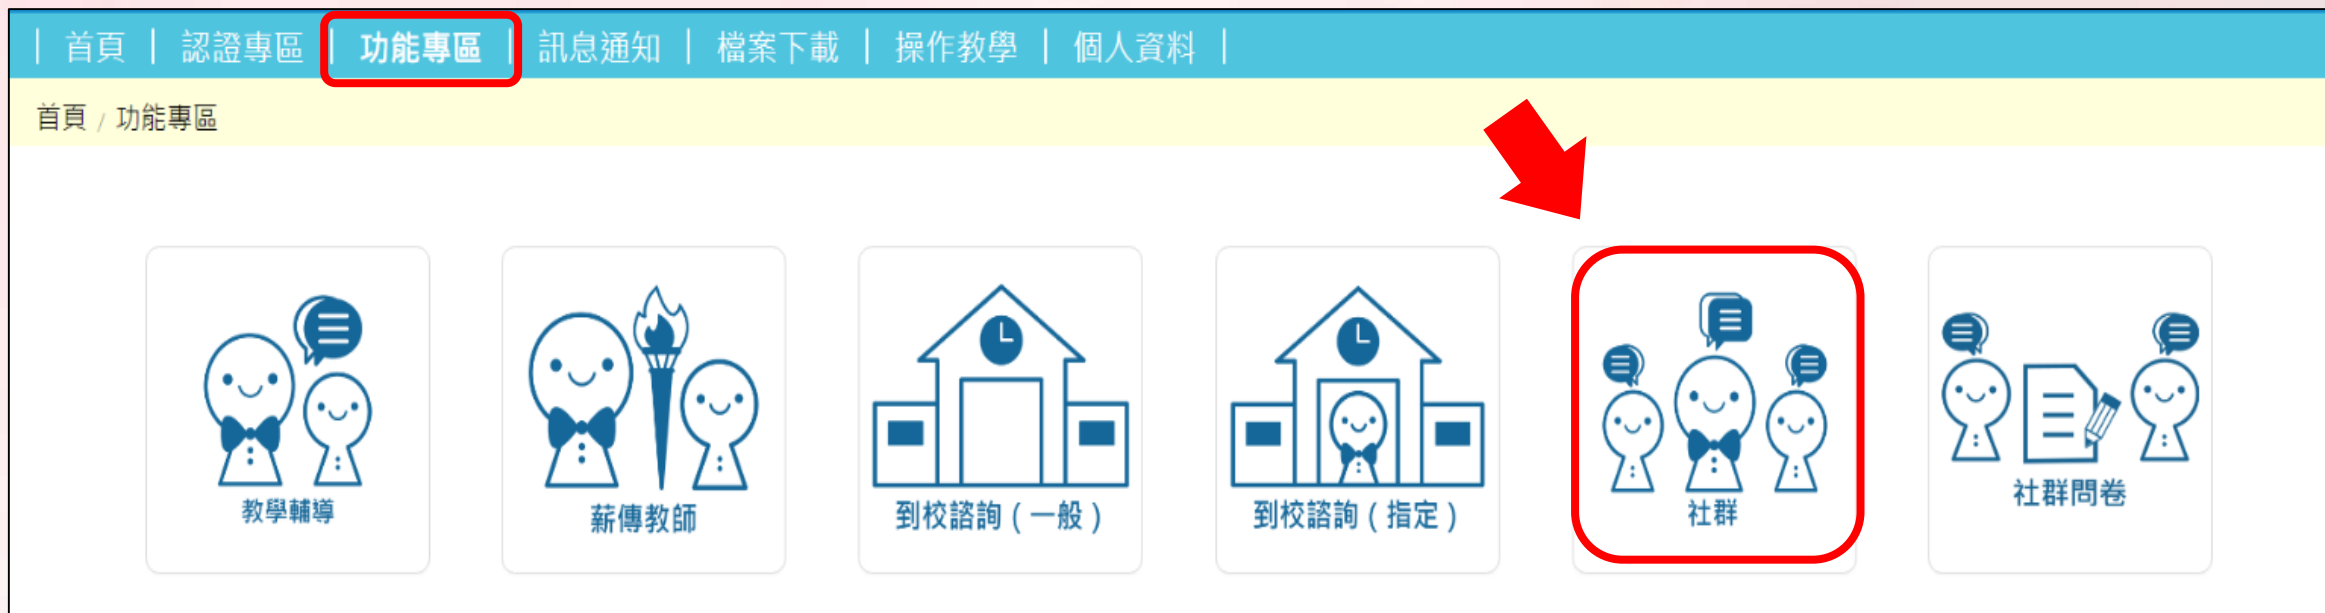 | 首頁 | 認證專區 | 功能專區 | 訊息通知 | 檔案下載 | 操作教學 | 個人資料 |
首頁 / 功能專區
教學輔導
薪傳教師
到校諮詢（一般）
到校諮詢（指定）
社群
社群問卷